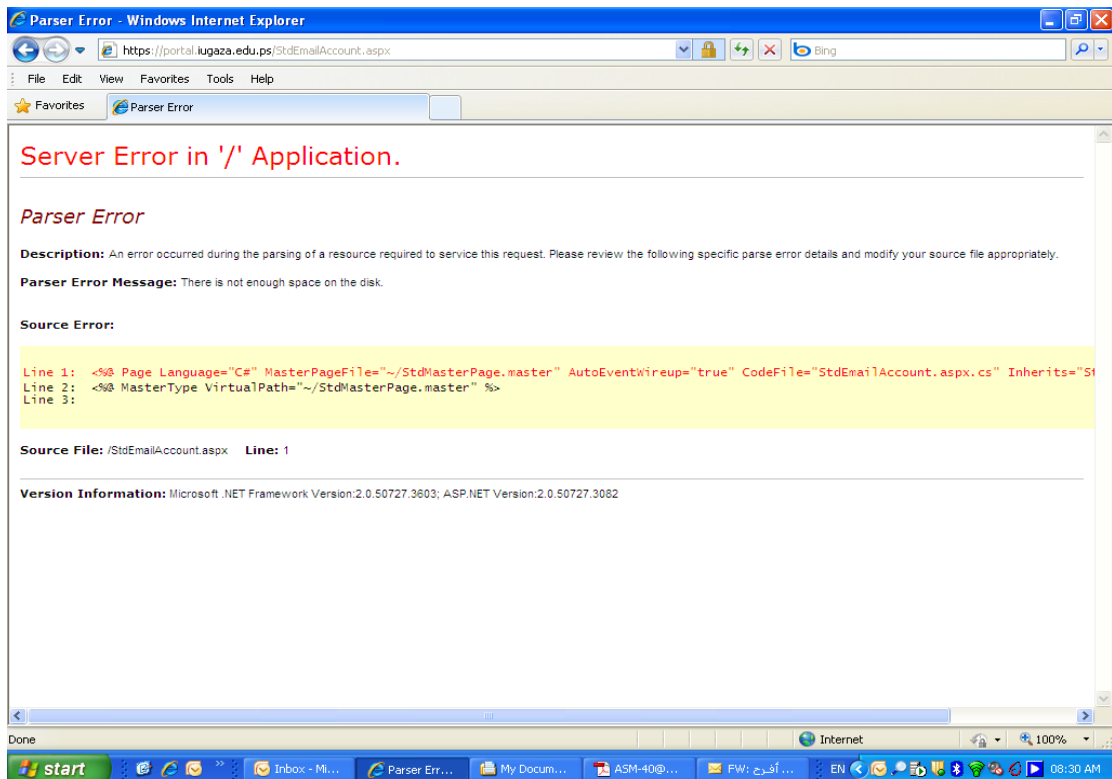 Parser Error - Windows Internet Explorer
https://portal.iugaza.edu.ps/StdEmailAccount.aspx
Bing
File Edit View Favorites Tools Help
Favorites
Parser Error
Server Error in '/' Application.
Parser Error
Description: An error occurred during the parsing of a resource required to service this request. Please review the following specific parse error details and modify your source file appropriately.
Parser Error Message: There is not enough space on the disk.
Source Error:
Line 1: <%@ Page Language="C#" MasterPageFile="~/StdMasterPage.master" AutoEventWireup="true" CodeFile="StdEmailAccount.aspx.cs" Inherits="St
Line 2: <%@ MasterType VirtualPath="~/StdMasterPage.master" %>
Line 3:
Source File: /StdEmailAccount.aspx Line: 1
Version Information: Microsoft .NET Framework Version:2.0.50727.3603; ASP.NET Version:2.0.50727.3082
Done
Internet
100%
start
Inbox - Mi...
Parser Err...
My Docum...
ASM-40@...
FW: أفرح ...
EN
08:30 AM